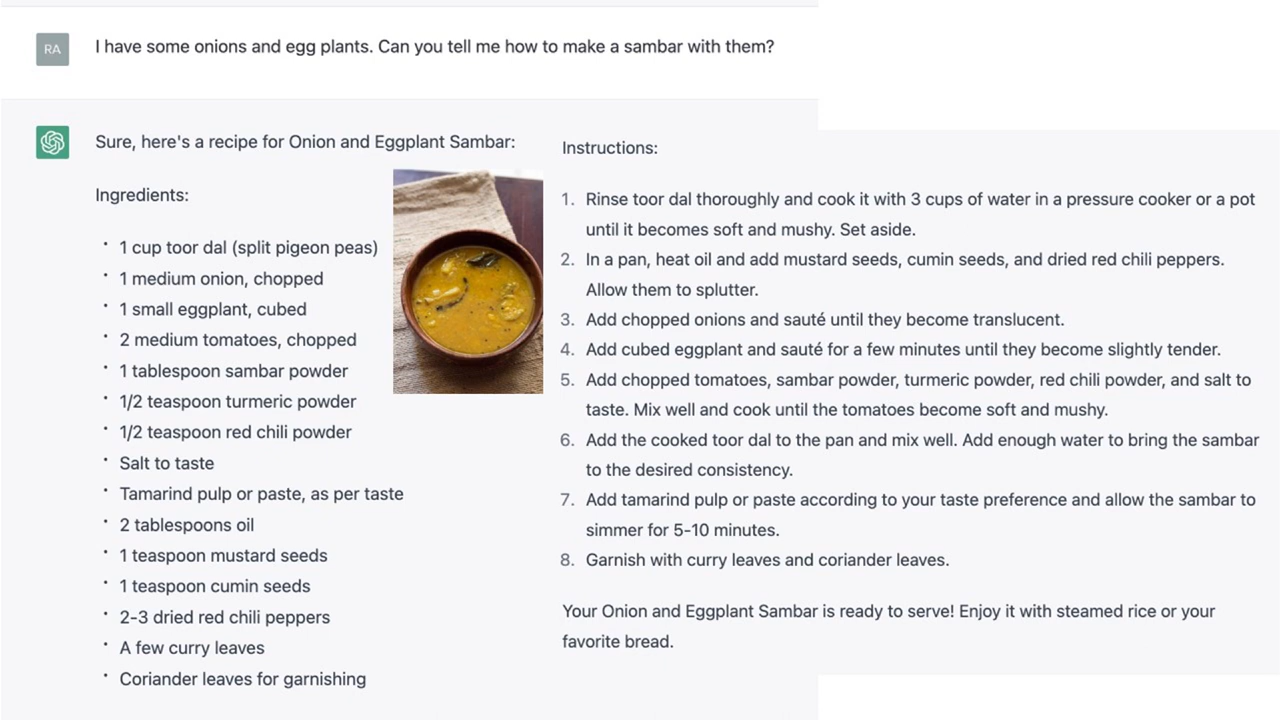 RA
I have some onions and egg plants. Can you tell me how to make a sambar with them?
Sure, here's a recipe for Onion and Eggplant Sambar:
Ingredients:
• 1 cup toor dal (split pigeon peas)
• 1 medium onion, chopped
• 1 small eggplant, cubed
• 2 medium tomatoes, chopped
• 1 tablespoon sambar powder
• 1/2 teaspoon turmeric powder
• 1/2 teaspoon red chili powder
• Salt to taste
• Tamarind pulp or paste, as per taste
• 2 tablespoons oil
• 1 teaspoon mustard seeds
• 1 teaspoon cumin seeds
• 2-3 dried red chili peppers
• A few curry leaves
• Coriander leaves for garnishing
Instructions:
1. Rinse toor dal thoroughly and cook it with 3 cups of water in a pressure cooker or a pot
until it becomes soft and mushy. Set aside.
2. In a pan, heat oil and add mustard seeds, cumin seeds, and dried red chili peppers.
Allow them to splutter.
3. Add chopped onions and sauté until they become translucent.
4. Add cubed eggplant and sauté for a few minutes until they become slightly tender.
5. Add chopped tomatoes, sambar powder, turmeric powder, red chili powder, and salt to
taste. Mix well and cook until the tomatoes become soft and mushy.
6. Add the cooked toor dal to the pan and mix well. Add enough water to bring the sambar
to the desired consistency.
7. Add tamarind pulp or paste according to your taste preference and allow the sambar to
simmer for 5-10 minutes.
8. Garnish with curry leaves and coriander leaves.
Your Onion and Eggplant Sambar is ready to serve! Enjoy it with steamed rice or your
favorite bread.